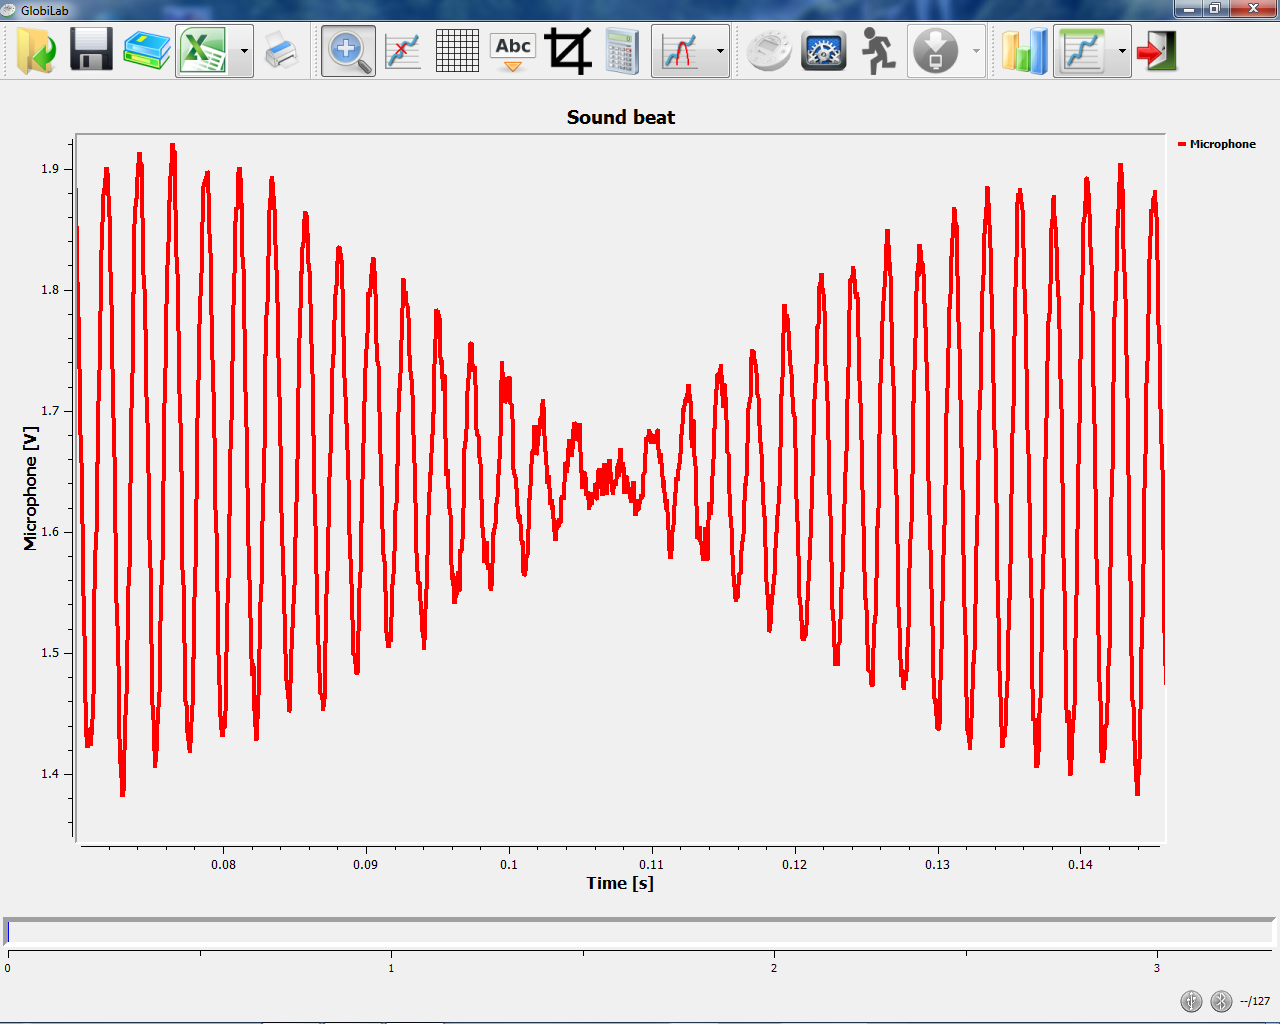 GlobiLab
Abc
Sound beat
Microphone
1.9
1.8
1.7
1.6
1.5
1.4
Microphone [V]
0.08 0.09 0.1 0.11 0.12 0.13 0.14
Time [s]
0 1 2 3
--/127